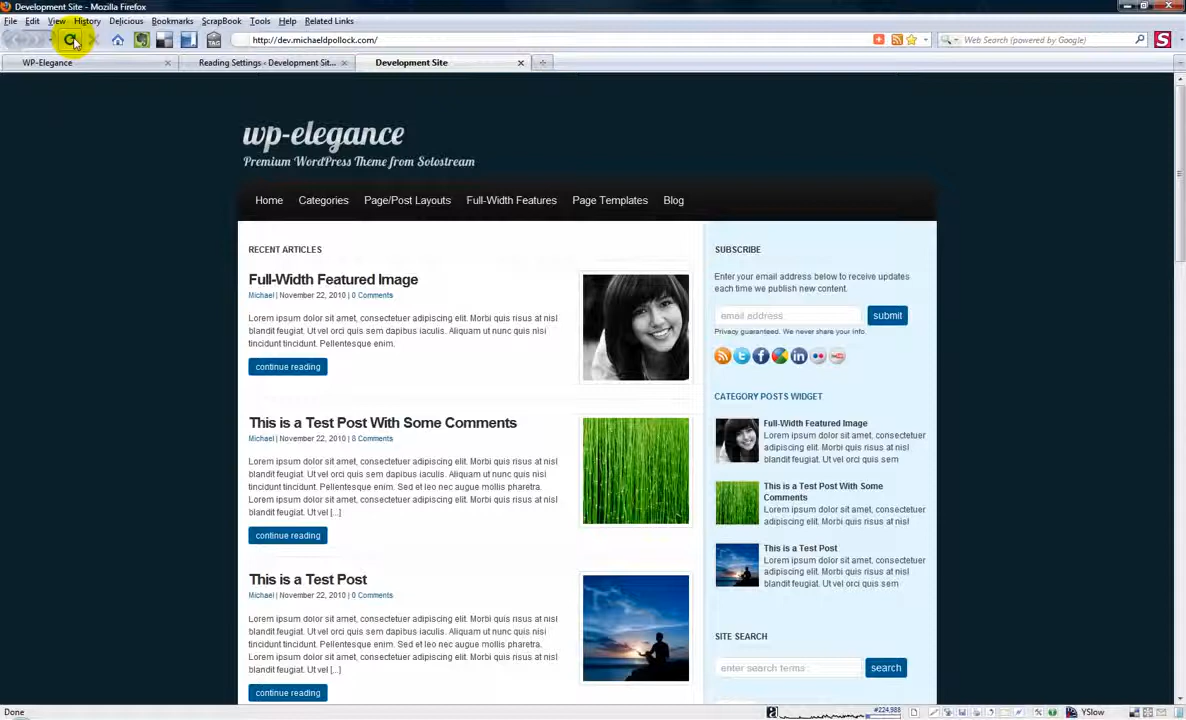 Development Site - Mozilla Firefox
File Edit View History Delicious Bookmarks ScrapBook Tools Help Related Links
http://dev.michaeldpollock.com/
Web Search (powered by Google)
WP-Elegance
Reading Settings - Development Sit...
Development Site
wp-elegance
Premium WordPress Theme from Solostream
Home Categories Page/Post Layouts Full-Width Features Page Templates Blog
RECENT ARTICLES
Full-Width Featured Image
Michael | November 22, 2010 | 0 Comments
Lorem ipsum dolor sit amet, consectetuer adipiscing elit. Morbi quis risus at nisl
blandit feugiat. Ut vel orci quis sem dapibus iaculis. Aliquam ut nunc quis nisi
tincidunt tincidunt. Pellentesque enim.
continue reading
This is a Test Post With Some Comments
Michael | November 22, 2010 | 8 Comments
Lorem ipsum dolor sit amet, consectetuer adipiscing elit. Morbi quis risus at nisl
blandit feugiat. Ut vel orci quis sem dapibus iaculis. Aliquam ut nunc quis nisi
tincidunt tincidunt. Pellentesque enim. Sed et leo nec augue mollis pharetra.
Lorem ipsum dolor sit amet, consectetuer adipiscing elit. Morbi quis risus at
nisl blandit feugiat. Ut vel [...]
continue reading
This is a Test Post
Michael | November 22, 2010 | 0 Comments
Lorem ipsum dolor sit amet, consectetuer adipiscing elit. Morbi quis risus at nisl
blandit feugiat. Ut vel orci quis sem dapibus iaculis. Aliquam ut nunc quis nisi
tincidunt tincidunt. Pellentesque enim. Sed et leo nec augue mollis pharetra.
Lorem ipsum dolor sit amet, consectetuer adipiscing elit. Morbi quis risus at
nisl blandit feugiat. Ut vel [...]
continue reading
SUBSCRIBE
Enter your email address below to receive updates
each time we publish new content.
email address submit
Privacy guaranteed. We never share your info.
CATEGORY POSTS WIDGET
Full-Width Featured Image
Lorem ipsum dolor sit amet, consectetuer
adipiscing elit. Morbi quis risus at nisl
blandit feugiat. Ut vel orci quis sem
This is a Test Post With Some
Comments
Lorem ipsum dolor sit amet, consectetuer
adipiscing elit. Morbi quis risus at nisl
This is a Test Post
Lorem ipsum dolor sit amet, consectetuer
adipiscing elit. Morbi quis risus at nisl
blandit feugiat. Ut vel orci quis sem
SITE SEARCH
enter search terms search
Done
#224,988
YSlow